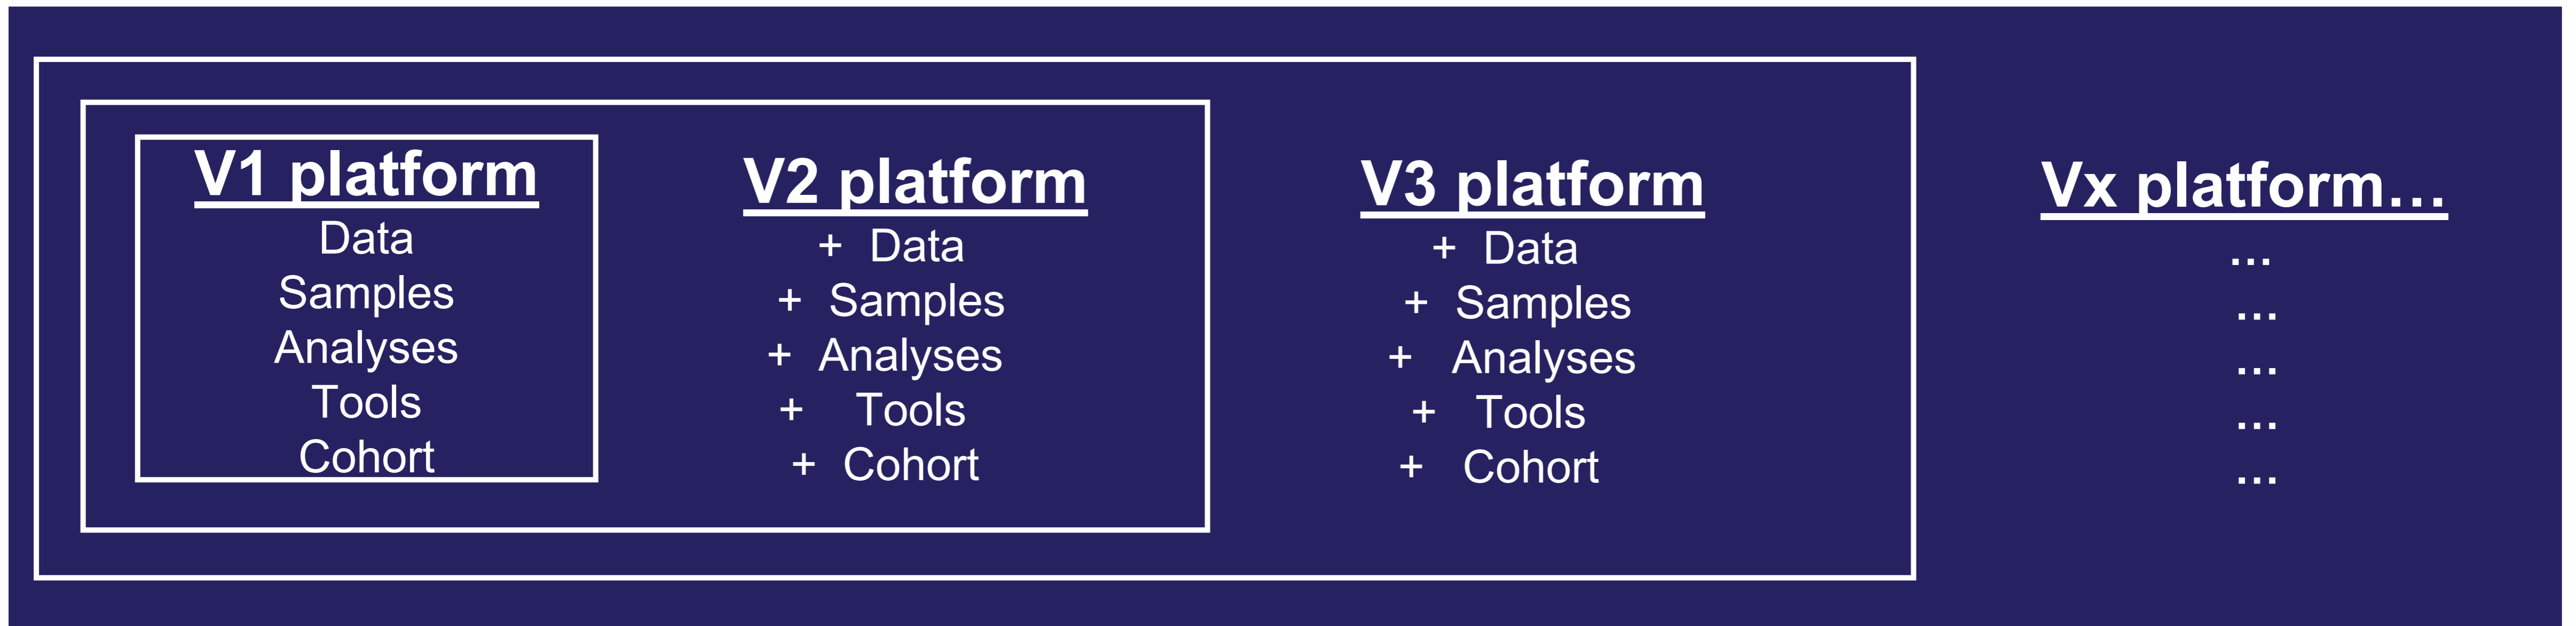 V1 platform
Data
Samples
Analyses
Tools
Cohort
V2 platform
+ Data
+ Samples
+ Analyses
+ Tools
+ Cohort
V3 platform
+ Data
+ Samples
+ Analyses
+ Tools
+ Cohort
Vx platform...
...
...
...
...
...